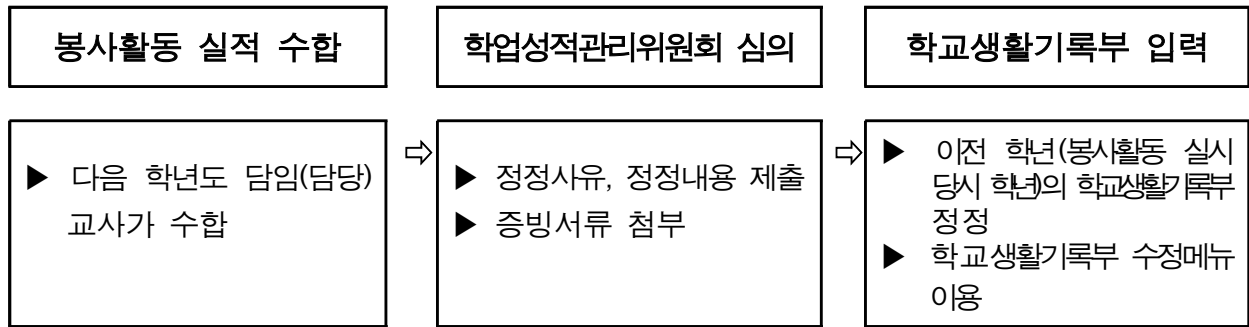 봉사활동 실적 수합
학업성적관리위원회 심의
학교생활기록부 입력
▶ 다음 학년도 담임(담당)
교사가 수합
⇨
▶ 정정사유, 정정내용 제출
▶ 증빙서류 첨부
⇨
▶ 이전 학년(봉사활동 실시
당시 학년)의 학교생활기록부
정정
▶ 학교생활기록부 수정메뉴
이용